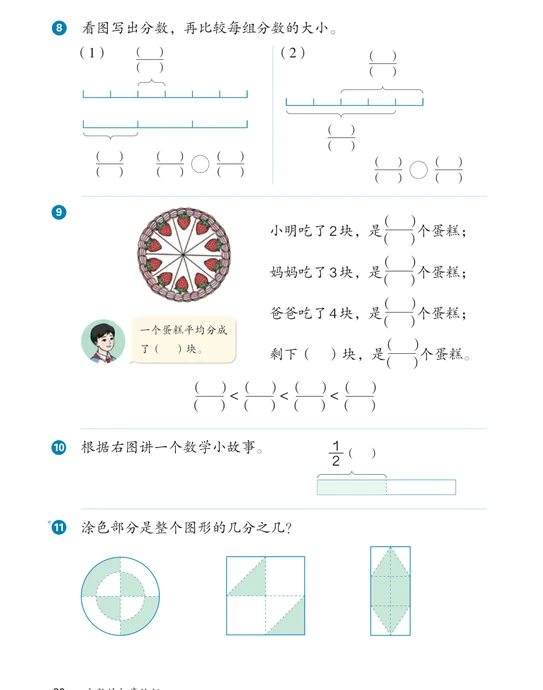 8 看图写出分数，再比较每组分数的大小。
（1） ( )/( )
( )/( ) ( )/( ) ○ ( )/( )
（2） ( )/( )
( )/( )
( )/( ) ○ ( )/( )
9
小明吃了2块，是( )/( )个蛋糕；
妈妈吃了3块，是( )/( )个蛋糕；
爸爸吃了4块，是( )/( )个蛋糕；
剩下（ ）块，是( )/( )个蛋糕。
一个蛋糕平均分成
了（ ）块。
( )/( ) < ( )/( ) < ( )/( ) < ( )/( )
10 根据右图讲一个数学小故事。
1/2 （ ）
*11 涂色部分是整个图形的几分之几？